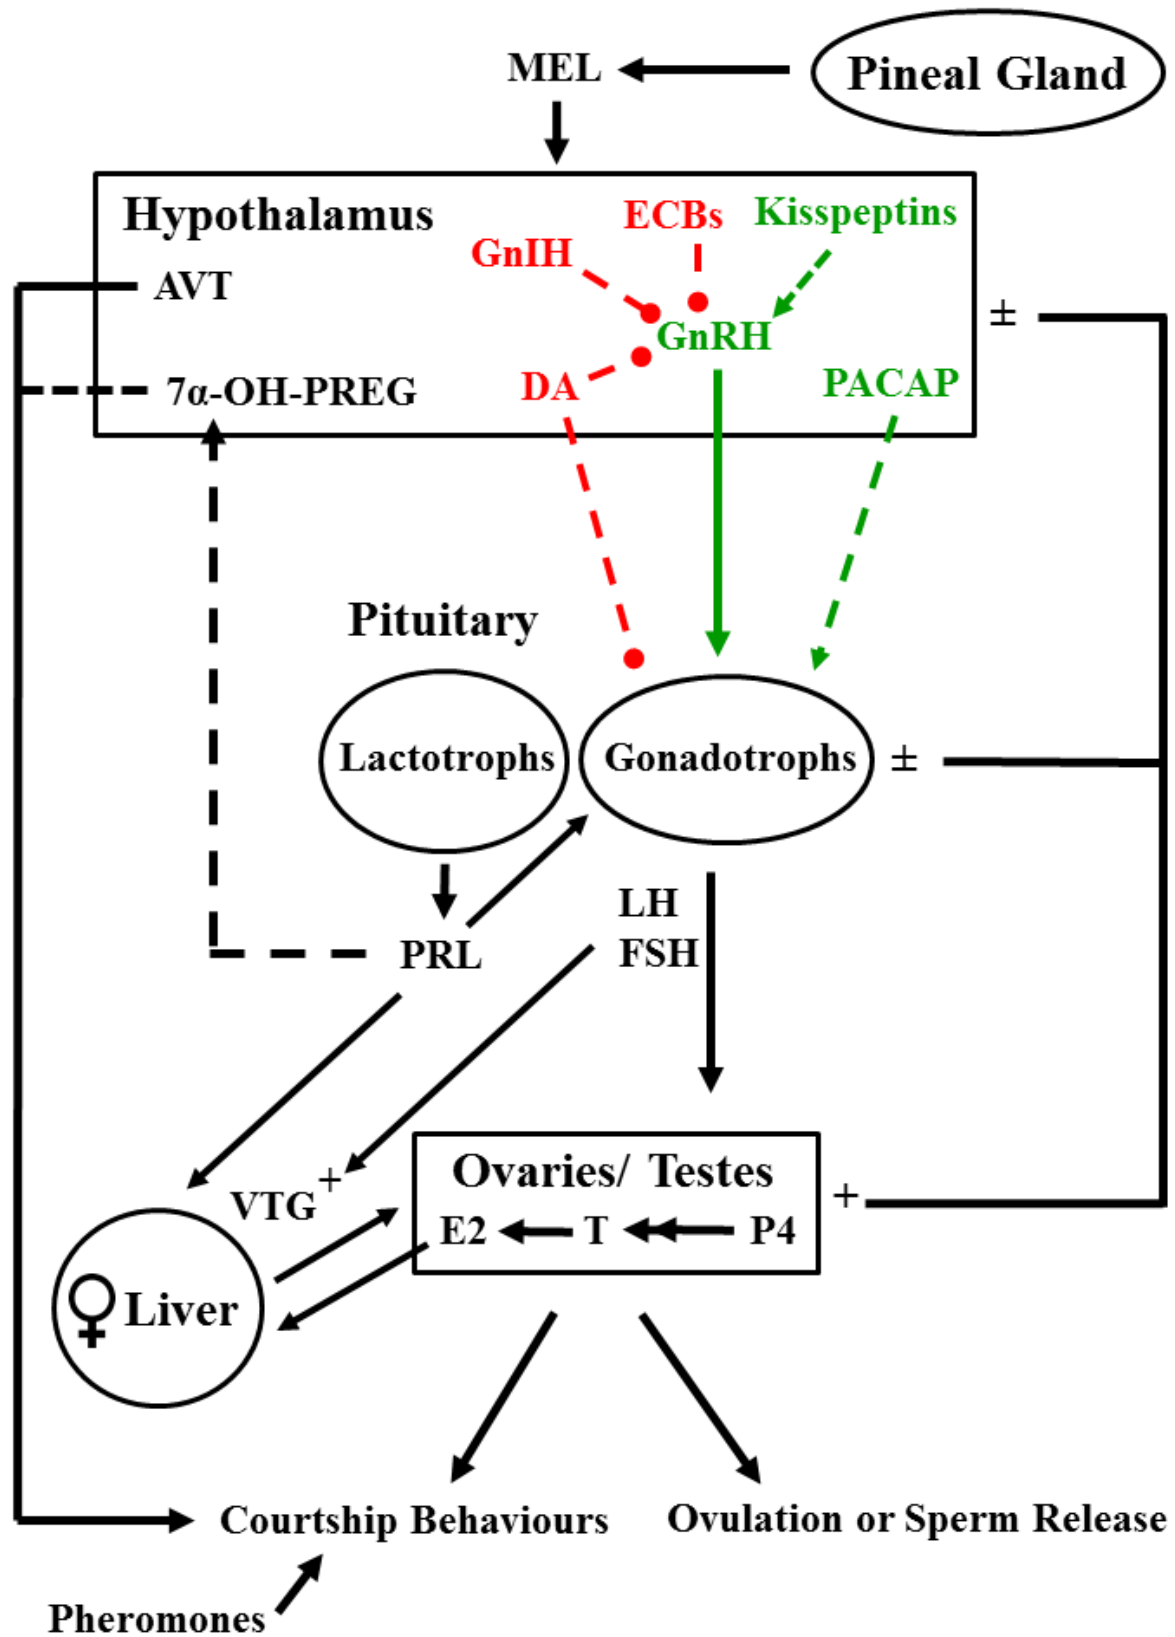 MEL
Pineal Gland
Hypothalamus
ECBs
Kisspeptins
GnIH
AVT
±
GnRH
7α-OH-PREG
DA
PACAP
Pituitary
Lactotrophs
Gonadotrophs
±
LH
FSH
PRL
Ovaries/ Testes
VTG+
+
E2
T
P4
♀ Liver
Courtship Behaviours
Ovulation or Sperm Release
Pheromones